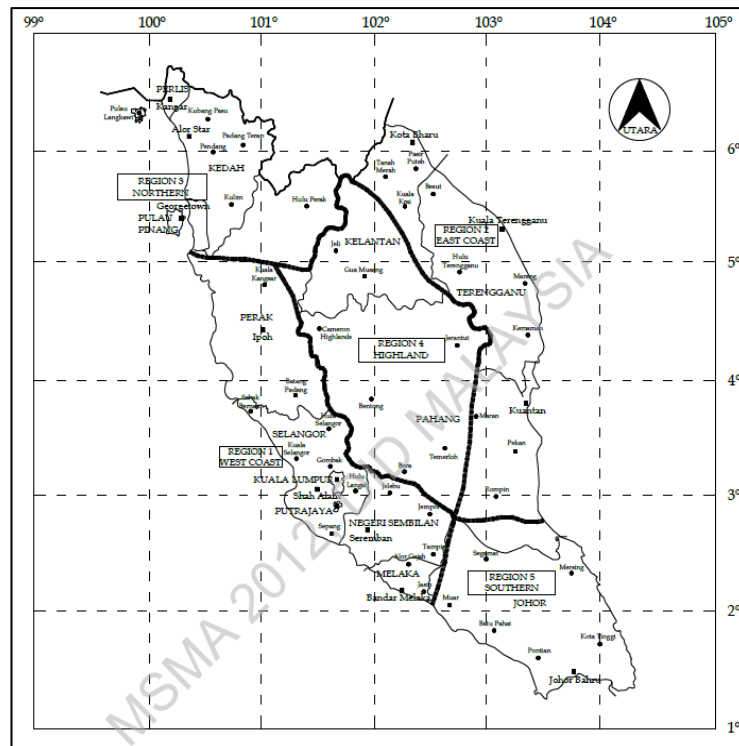 99°
100°
101°
102°
103°
104°
105°
PERLIS
Kangar
Pulau
Langkawi
Kubang Pasu
Alor Star
Padang Terap
Pendang
KEDAH
UTARA
Kota Bharu
Pasir
Puteh
Tanah
Merah
6°
REGION 3
NORTHERN
Kulim
Hulu Perak
Kuala
Krai
Besut
Georgetown
PULAU
PINANG
Kuala Terengganu
REGION 2
EAST COAST
KELANTAN
Jeli
Gua Musang
Hulu
Terengganu
5°
Kuala
Kangsar
Marang
TERENGGANU
PERAK
Ipoh
Cameron
Highlands
REGION 4
HIGHLAND
Jerantut
Kemaman
4°
Batang
Padang
Sabak
Bernam
Bentong
PAHANG
Maran
Kuantan
Hulu
Selangor
SELANGOR
Kuala
Selangor
REGION 1
WEST COAST
Gombak
Temerloh
Pekan
Bera
KUALA LUMPUR
Hulu
Langat
Jelebu
Rompin
3°
Shah Alam
PUTRAJAYA
Jempol
NEGERI SEMBILAN
Sepang
Seremban
Tampin
Segamat
Alor Gajah
MELAKA
REGION 5
SOUTHERN
Mersing
Jasin
Bandar Melaka
Muar
JOHOR
2°
Batu Pahat
Kota Tinggi
Pontian
Johor Bahru
1°
MSMA 2012 DID MALAYSIA